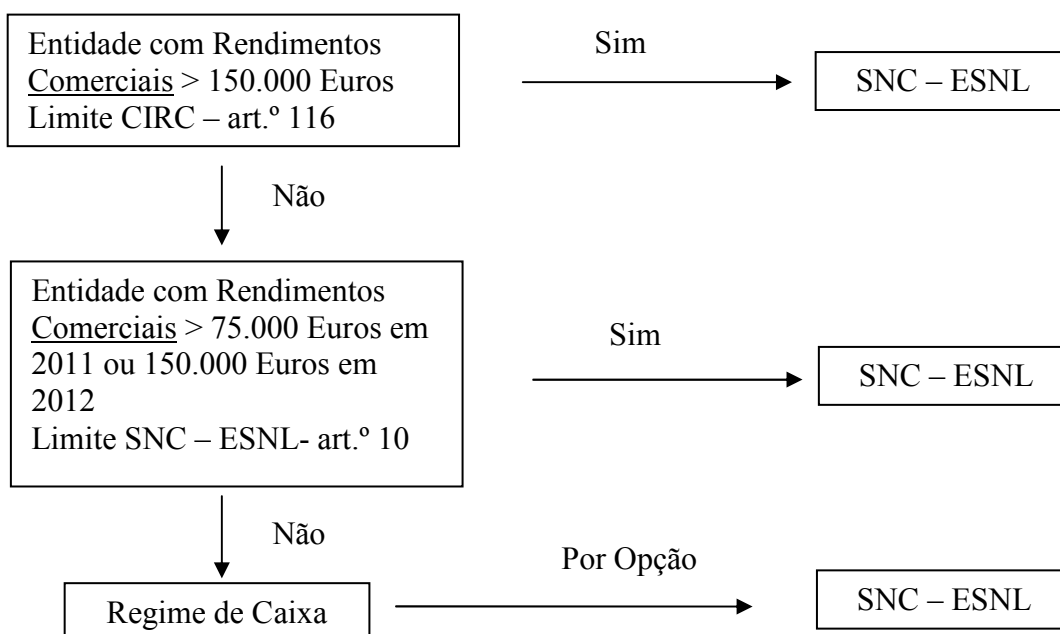 Entidade com Rendimentos
Comerciais > 150.000 Euros
Limite CIRC – art.º 116
Sim
SNC – ESNL
Não
Entidade com Rendimentos
Comerciais > 75.000 Euros em
2011 ou 150.000 Euros em
2012
Limite SNC – ESNL- art.º 10
Sim
SNC – ESNL
Não
Regime de Caixa
Por Opção
SNC – ESNL